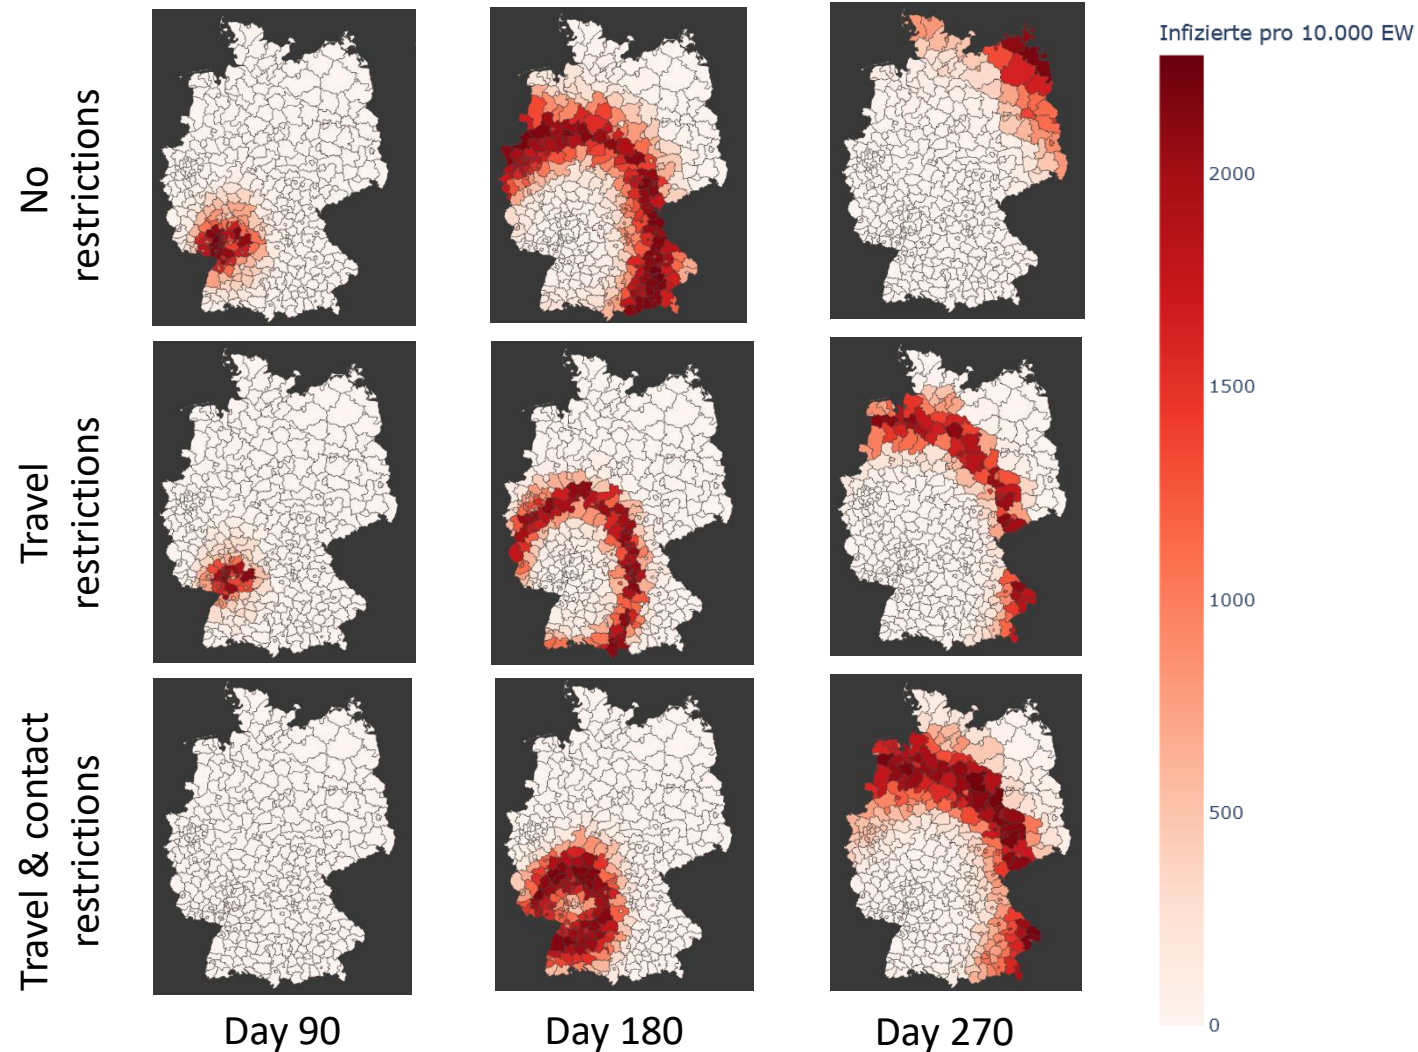 Infizierte pro 10.000 EW
No
restrictions
2000
1500
Travel
restrictions
1000
500
Travel & contact
restrictions
0
Day 90
Day 180
Day 270